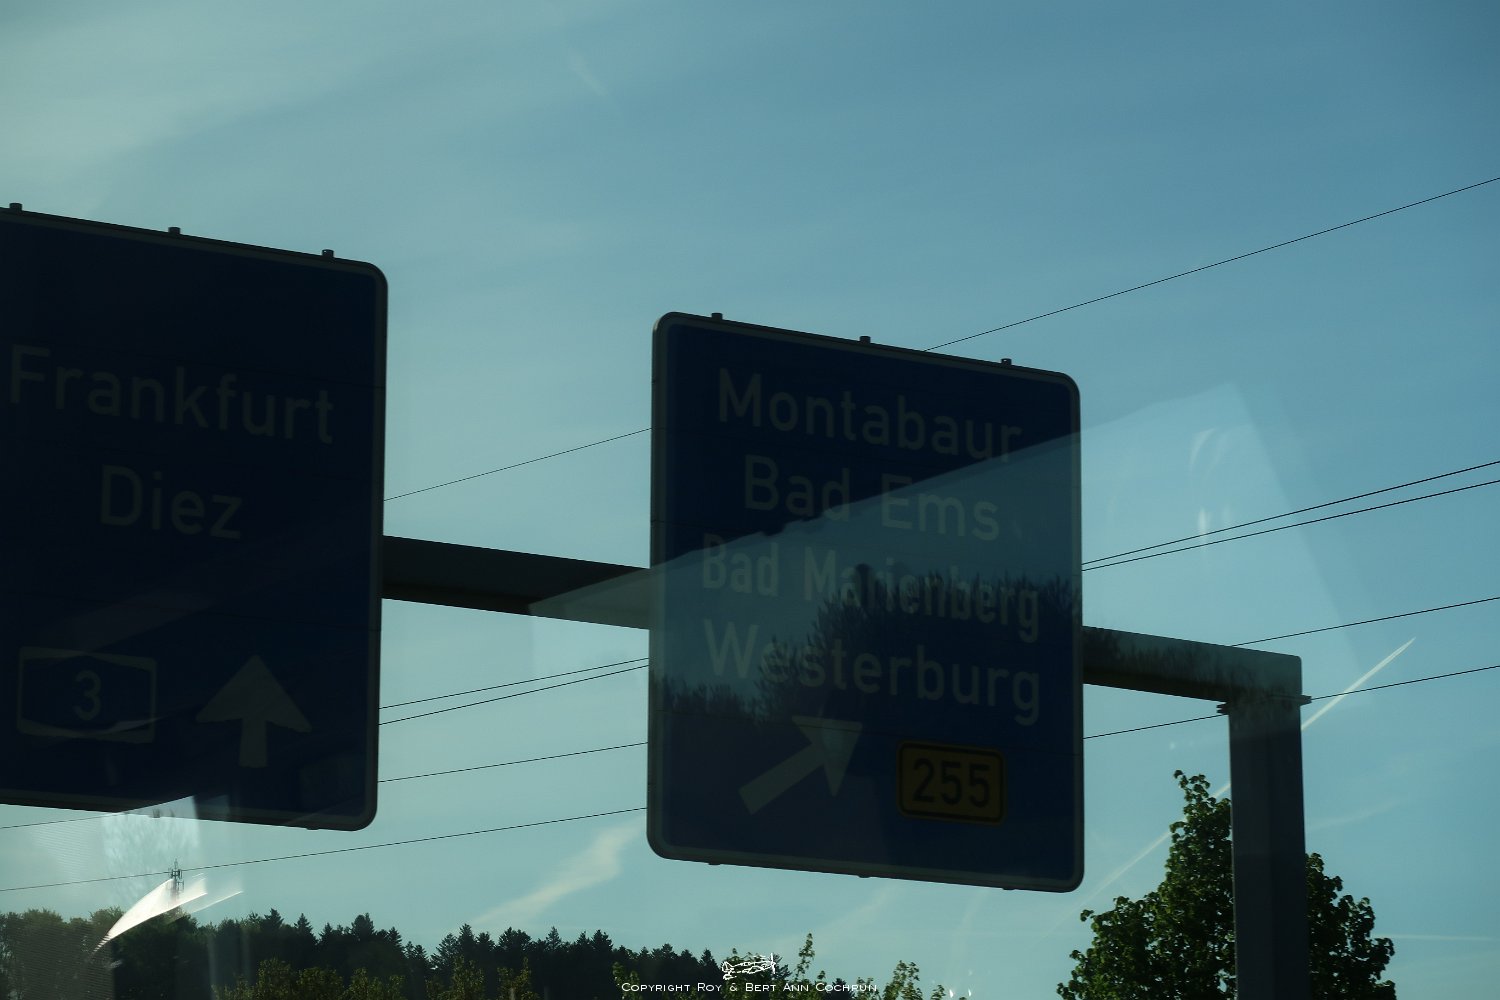 Frankfurt
Diez
3
Montabaur
Bad Ems
Bad Marienberg
Westerburg
255
Copyright Roy & Bert Ann Cochrun